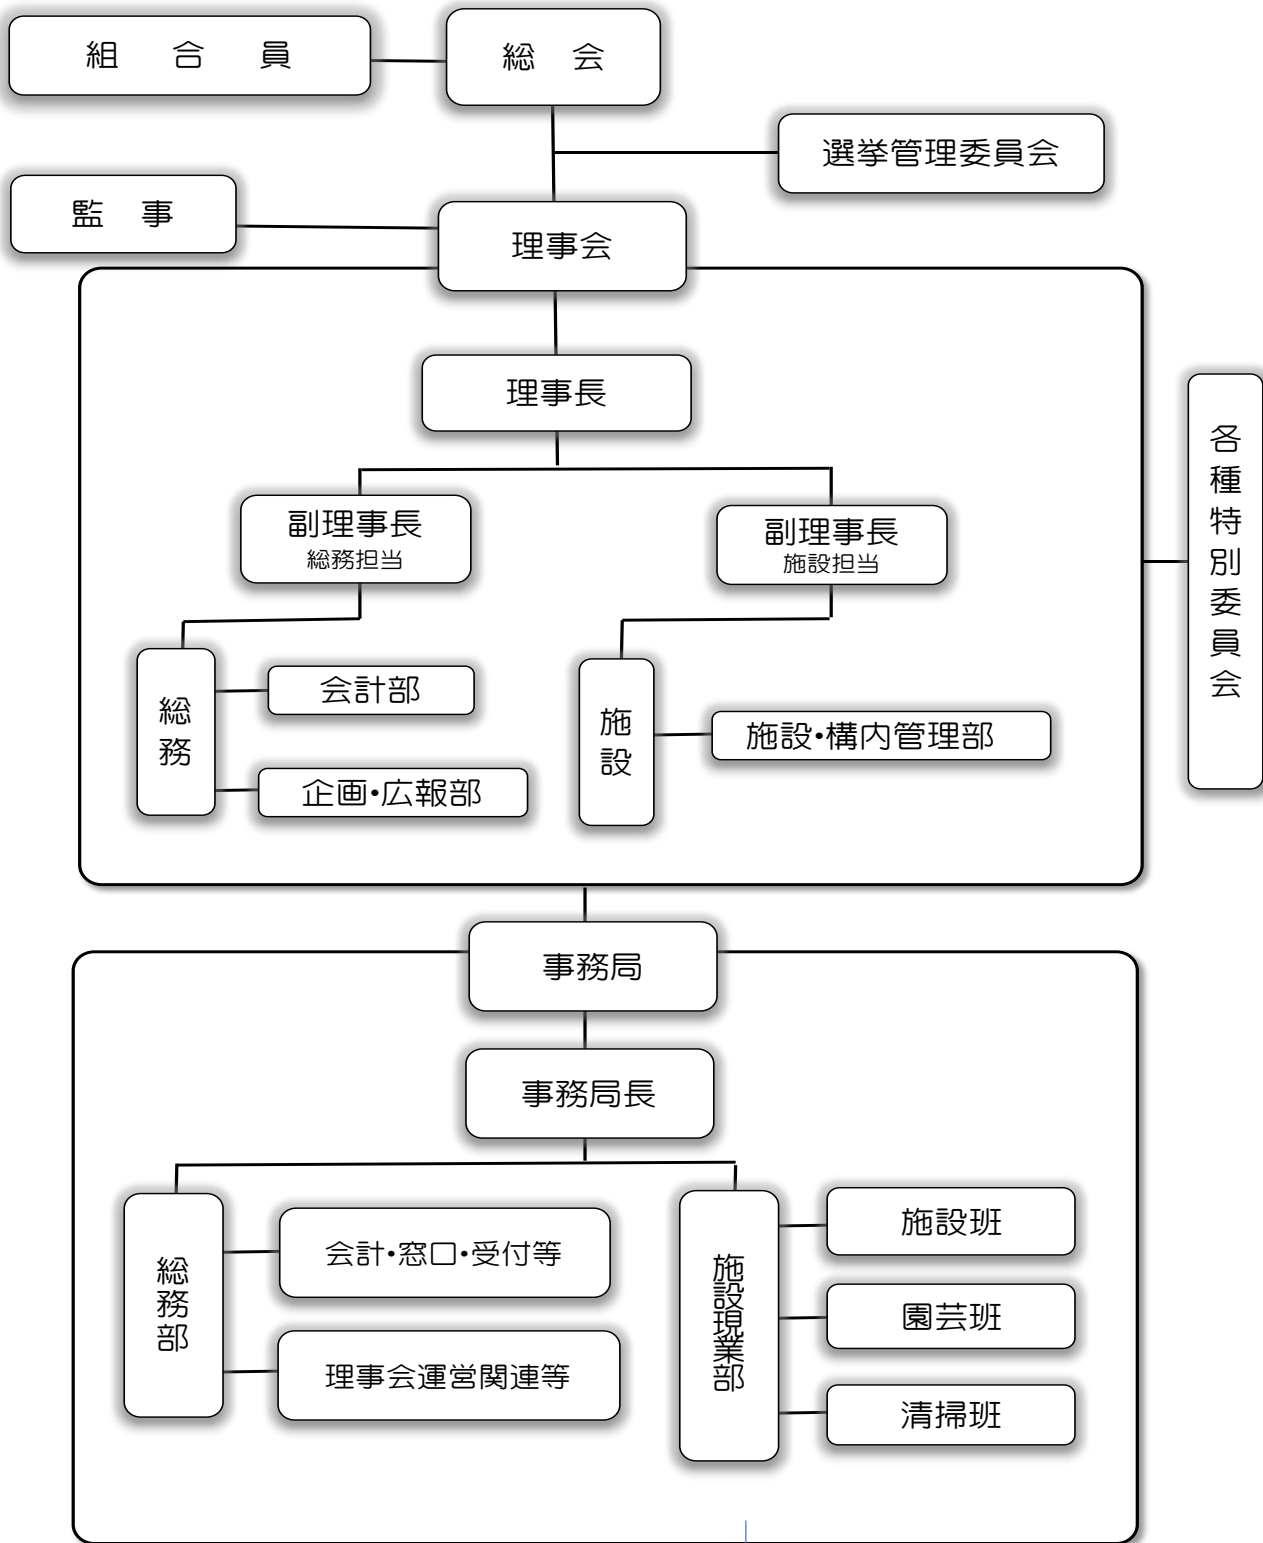 組　合　員
総　会
選挙管理委員会
監　事
理事会
理事長
副理事長
総務担当
副理事長
施設担当
各種特別委員会
総務
会計部
企画・広報部
施設
施設・構内管理部
事務局
事務局長
総務部
会計・窓口・受付等
理事会運営関連等
施設現業部
施設班
園芸班
清掃班